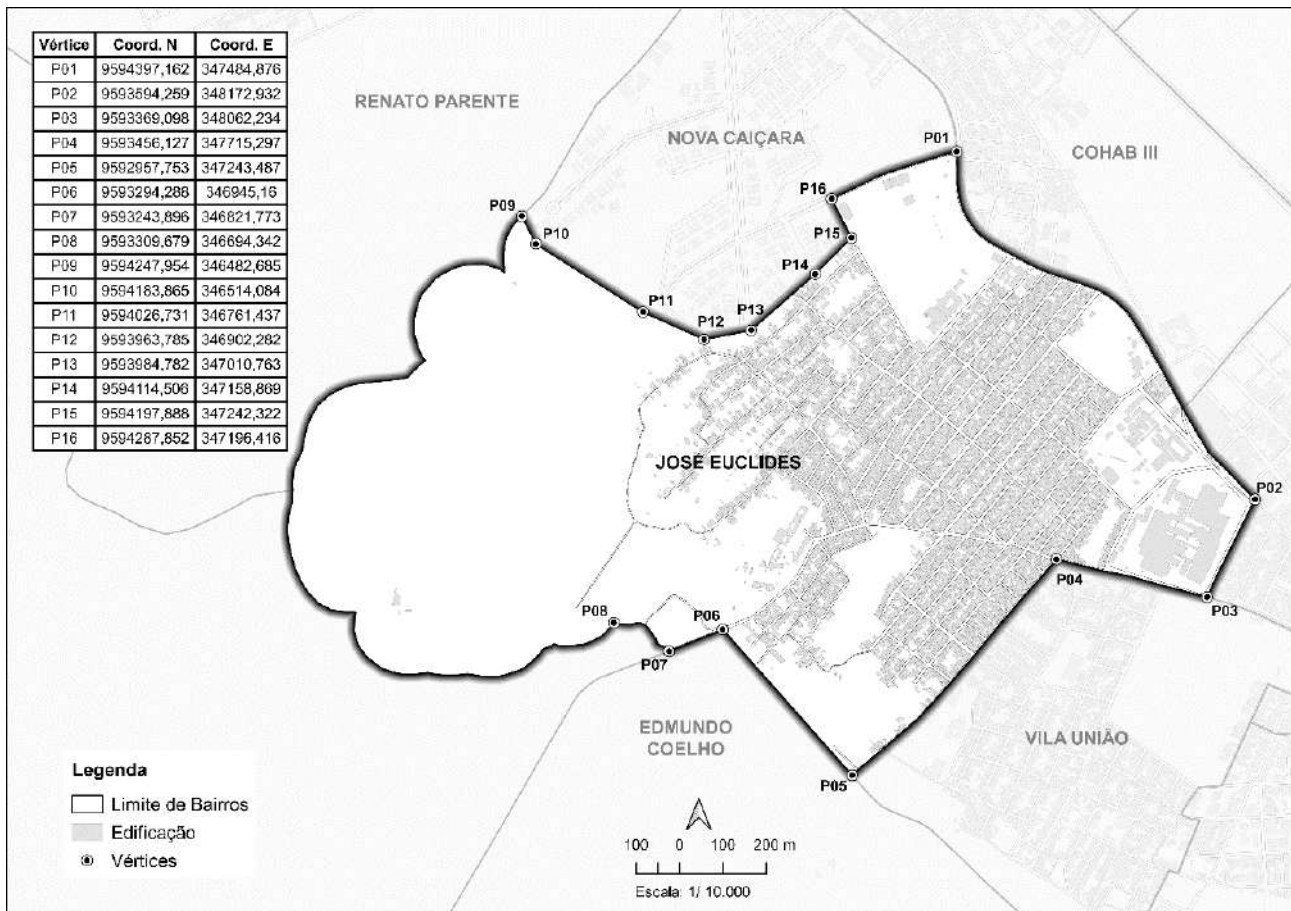 Vértice Coord. N Coord. E
P01 9594397,162 347484,876
P02 9593594,259 348172,932
P03 9593369,098 348062,234
P04 9593456,127 347715,297
P05 9592957,753 347243,487
P06 9593294,288 346945,16
P07 9593243,896 346821,773
P08 9593309,679 346694,342
P09 9594247,954 346482,685
P10 9594183,865 346514,084
P11 9594026,731 346761,437
P12 9593963,785 346902,282
P13 9593984,782 347010,763
P14 9594114,506 347158,869
P15 9594197,888 347242,322
P16 9594287,852 347196,416
RENATO PARENTE
NOVA CAIÇARA
COHAB III
P01
P16
P09
P10
P15
P14
P11
P12
P13
JOSÉ EUCLIDES
P02
P04
P03
P08
P06
P07
EDMUNDO
COELHO
VILA UNIÃO
P05
Legenda
Limite de Bairros
Edificação
Vértices
100 0 100 200 m
Escala: 1/ 10.000